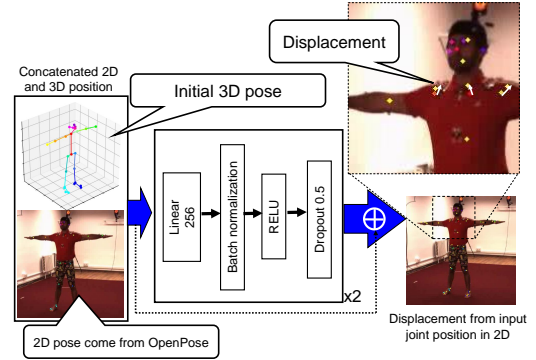 Displacement
Concatenated 2D
and 3D position
Initial 3D pose
Linear
256
Batch normalization
RELU
Dropout 0.5
x2
2D pose come from OpenPose
Displacement from input
joint position in 2D